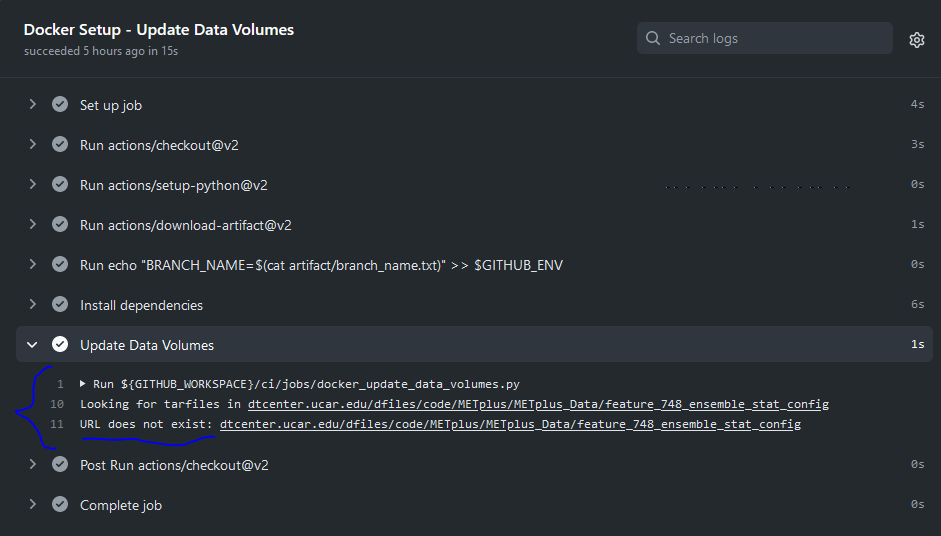 Docker Setup - Update Data Volumes
succeeded 5 hours ago in 15s
Search logs
Set up job 4s
Run actions/checkout@v2 3s
Run actions/setup-python@v2 0s
Run actions/download-artifact@v2 1s
Run echo "BRANCH_NAME=$(cat artifact/branch_name.txt)" >> $GITHUB_ENV 0s
Install dependencies 6s
Update Data Volumes 1s
1 Run ${GITHUB_WORKSPACE}/ci/jobs/docker_update_data_volumes.py
10 Looking for tarfiles in dtcenter.ucar.edu/dfiles/code/METplus/METplus_Data/feature_748_ensemble_stat_config
11 URL does not exist: dtcenter.ucar.edu/dfiles/code/METplus/METplus_Data/feature_748_ensemble_stat_config
Post Run actions/checkout@v2 0s
Complete job 0s